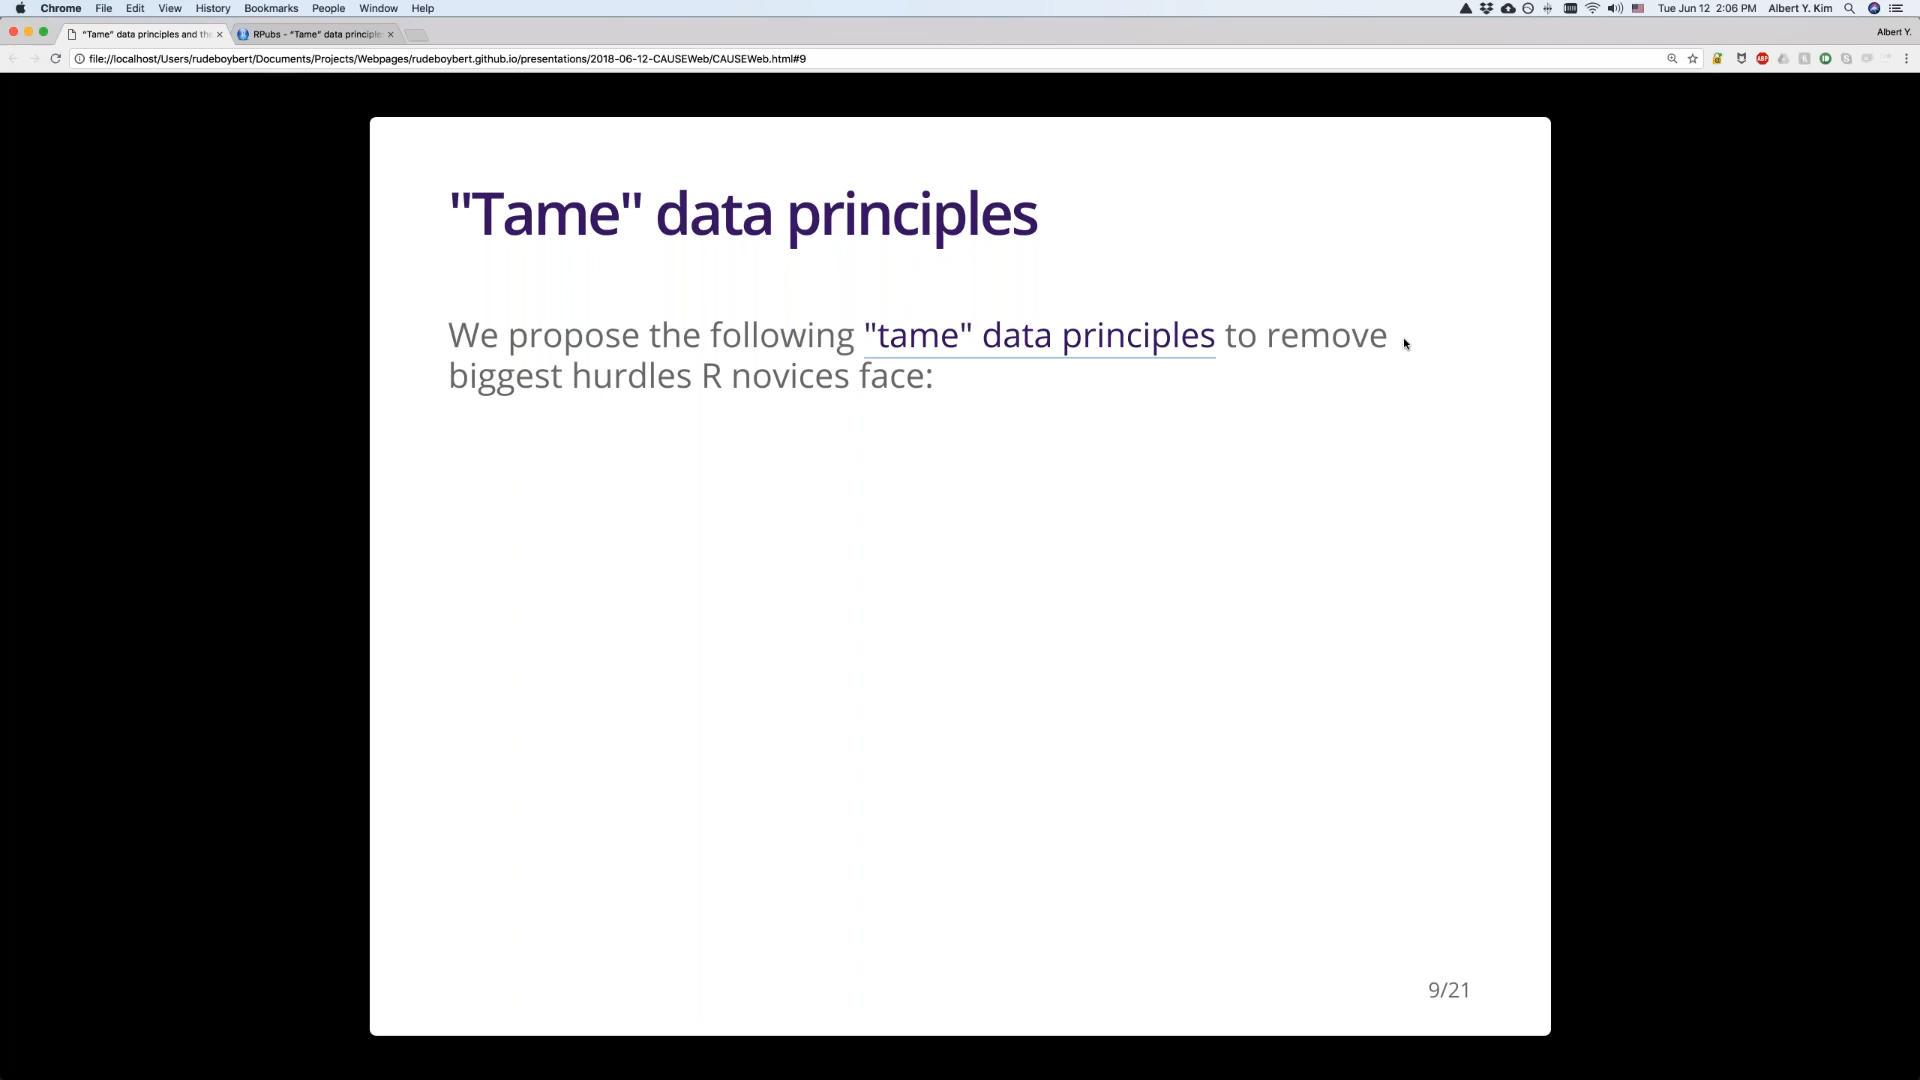 Chrome File Edit View History Bookmarks People Window Help Tue Jun 12 2:06 PM Albert Y. Kim
"Tame" data principles and the RPubs - "Tame" data principle Albert Y.
file://localhost/Users/rudeboybert/Documents/Projects/Webpages/rudeboybert.github.io/presentations/2018-06-12-CAUSEWeb/CAUSEWeb.html#9 ABP
"Tame" data principles
We propose the following "tame" data principles to remove
biggest hurdles R novices face:
9/21